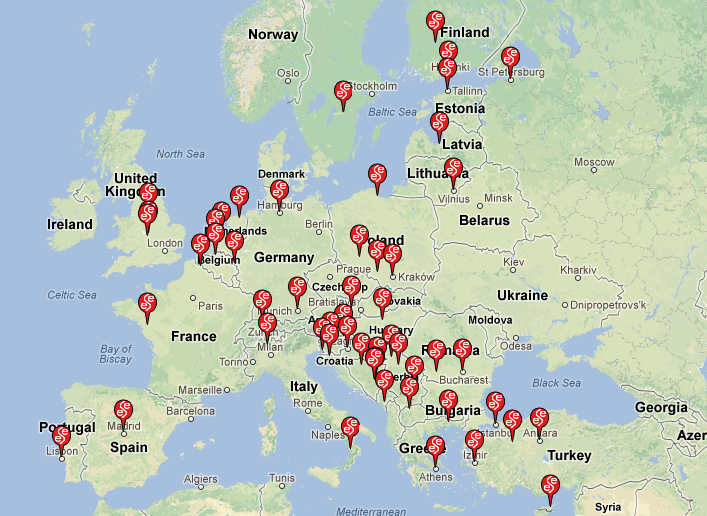 Norway
Finland
Oslo
Stockholm
Helsinki
St Petersburg
Tallinn
Estonia
Baltic Sea
Latvia
North Sea
Moscow
Denmark
Lithuania
United
Kingdom
Vilnius
Minsk
Hamburg
Ireland
Belarus
Berlin
Netherlands
Poland
London
Germany
Belgium
Kiev
Prague
Kraków
Kharkiv
Celtic Sea
Czech Rep
Ukraine
Paris
Bratislava
Slovakia
Dnipropetrovs'k
Munich
Moldova
France
Zurich
Hungary
Odesa
Milan
Bay of
Biscay
Torino
Croatia
Romania
Serbia
Bucharest
Italy
Marseille
Black Sea
Barcelona
Rome
Bulgaria
Georgia
Portugal
Madrid
Naples
Istanbul
Ankara
Azer
Spain
Lisbon
Greece
Izmir
Turkey
Athens
Algiers
Tunis
Syria
Mediterranean